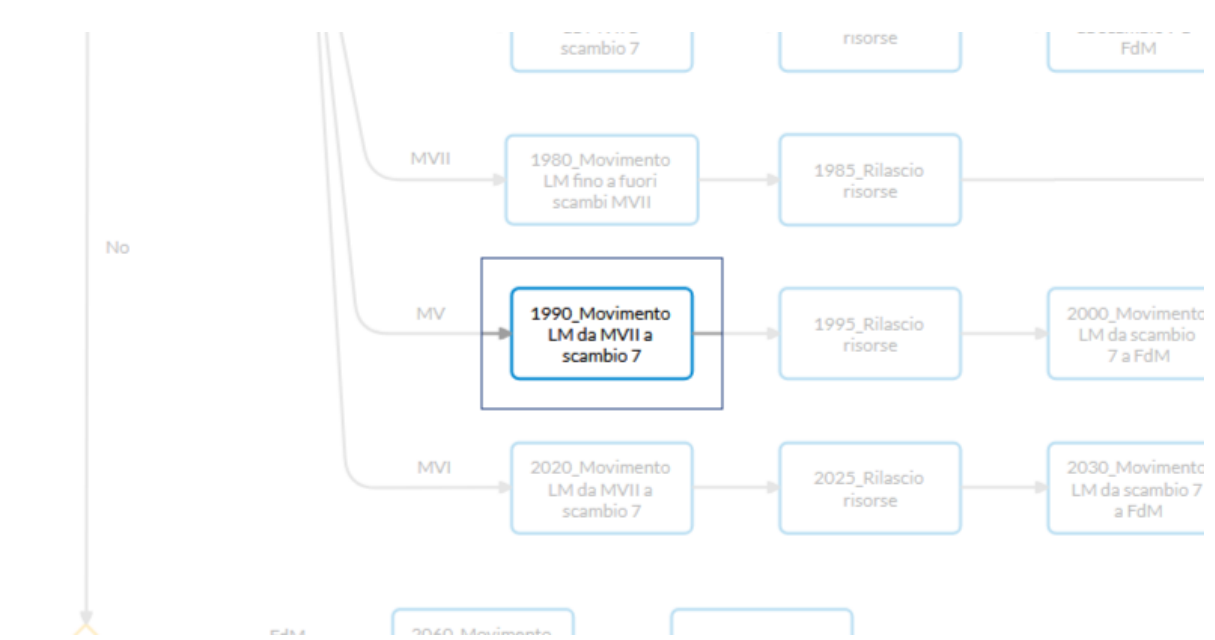 scambio 7
risorse
FdM
MVII
1980_Movimento
LM fino a fuori
scambi MVII
1985_Rilascio
risorse
No
MV
1990_Movimento
LM da MVII a
scambio 7
1995_Rilascio
risorse
2000_Movimento
LM da scambio
7 a FdM
MVI
2020_Movimento
LM da MVII a
scambio 7
2025_Rilascio
risorse
2030_Movimento
LM da scambio 7
a FdM
FdM
2060_Movimento